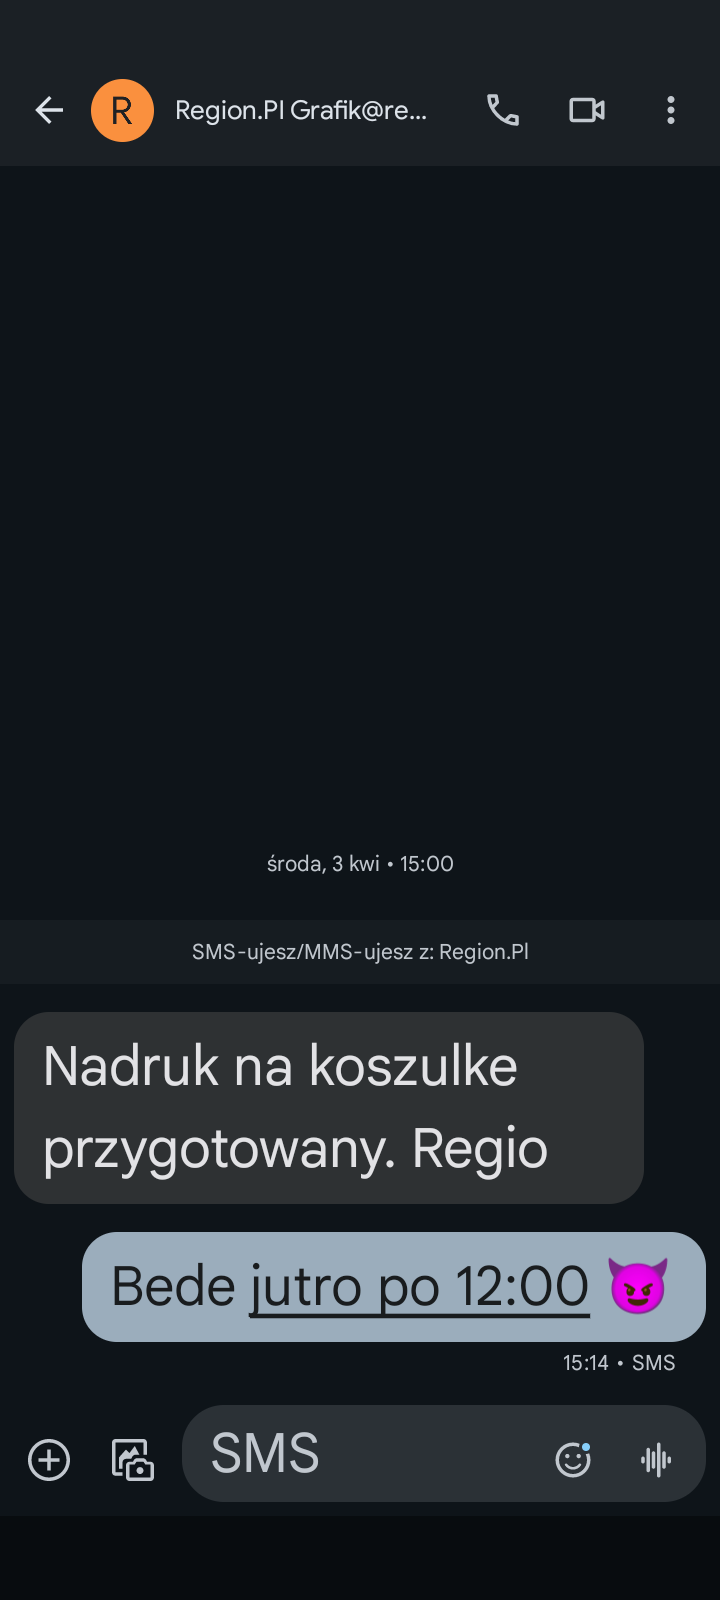 R
Region.Pl Grafik@re...
środa, 3 kwi • 15:00
SMS-ujesz/MMS-ujesz z: Region.Pl
Nadruk na koszulke
przygotowany. Regio
Bede jutro po 12:00 😈
15:14 • SMS
SMS